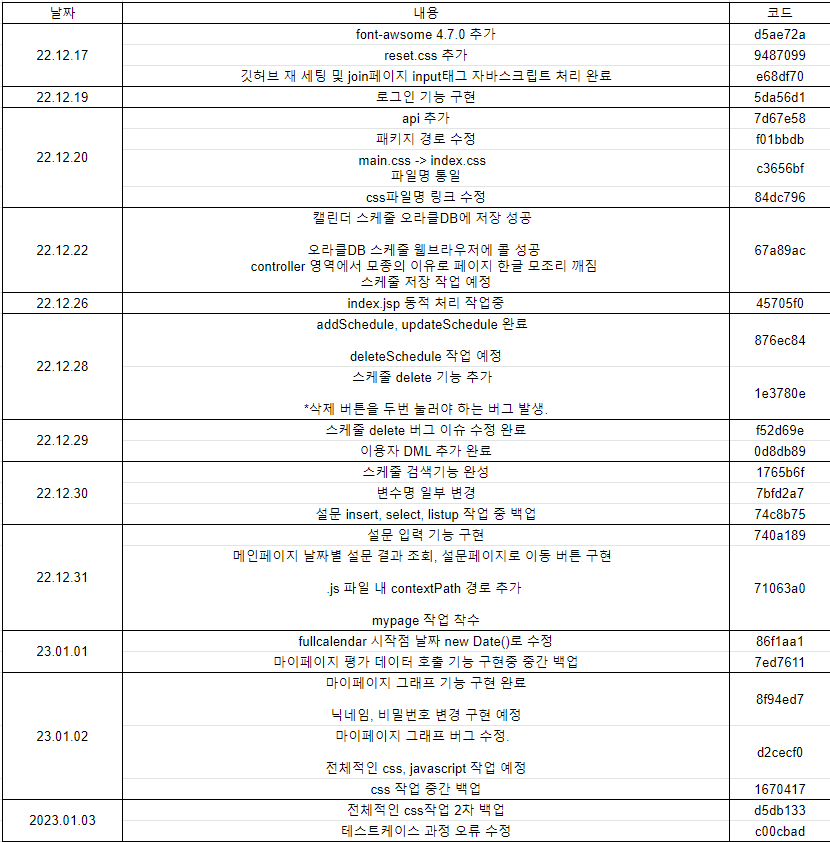 날짜 내용 코드
22.12.17
font-awsome 4.7.0 추가 d5ae72a
reset.css 추가 9487099
깃허브 재 세팅 및 join페이지 input태그 자바스크립트 처리 완료 e68df70
22.12.19 로그인 기능 구현 5da56d1
22.12.20
api 추가 7d67e58
패키지 경로 수정 f01bbdb
main.css -> index.css
파일명 통일
c3656bf
css파일명 링크 수정 84dc796
22.12.22
캘린더 스케줄 오라클DB에 저장 성공
오라클DB 스케줄 웹브라우저에 콜 성공
controller 영역에서 모종의 이유로 페이지 한글 모조리 깨짐
스케줄 저장 작업 예정
67a89ac
22.12.26 index.jsp 동적 처리 작업중 45705f0
22.12.28
addSchedule, updateSchedule 완료
deleteSchedule 작업 예정
876ec84
스케줄 delete 기능 추가
*삭제 버튼을 두번 눌러야 하는 버그 발생.
1e3780e
22.12.29
스케줄 delete 버그 이슈 수정 완료 f52d69e
이용자 DML 추가 완료 0d8db89
22.12.30
스케줄 검색기능 완성 1765b6f
변수명 일부 변경 7bfd2a7
설문 insert, select, listup 작업 중 백업 74c8b75
22.12.31
설문 입력 기능 구현 740a189
메인페이지 날짜별 설문 결과 조회, 설문페이지로 이동 버튼 구현
.js 파일 내 contextPath 경로 추가
mypage 작업 착수
71063a0
23.01.01
fullcalendar 시작점 날짜 new Date()로 수정 86f1aa1
마이페이지 평가 데이터 호출 기능 구현중 중간 백업 7ed7611
23.01.02
마이페이지 그래프 기능 구현 완료
닉네임, 비밀번호 변경 구현 예정
8f94ed7
마이페이지 그래프 버그 수정.
전체적인 css, javascript 작업 예정
d2cecf0
css 작업 중간 백업 1670417
2023.01.03
전체적인 css작업 2차 백업 d5db133
테스트케이스 과정 오류 수정 c00cbad